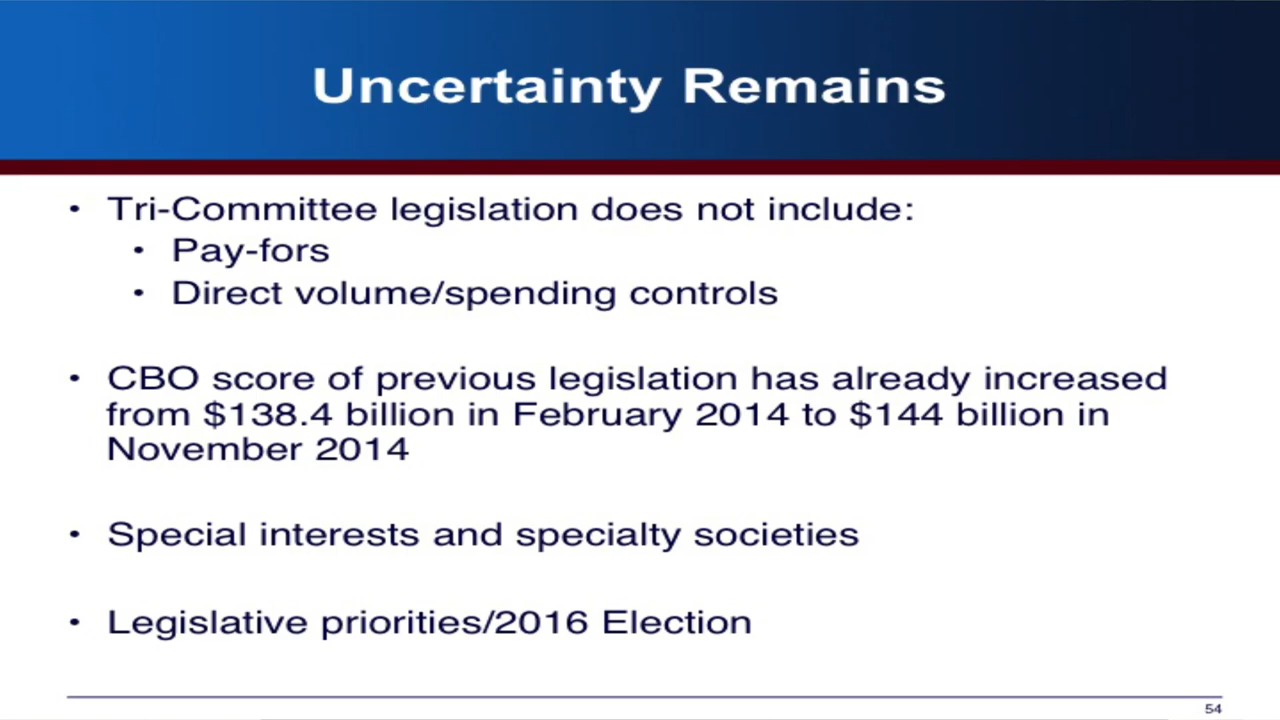 Uncertainty Remains
• Tri-Committee legislation does not include:
• Pay-fors
• Direct volume/spending controls
• CBO score of previous legislation has already increased
from $138.4 billion in February 2014 to $144 billion in
November 2014
• Special interests and specialty societies
• Legislative priorities/2016 Election
54